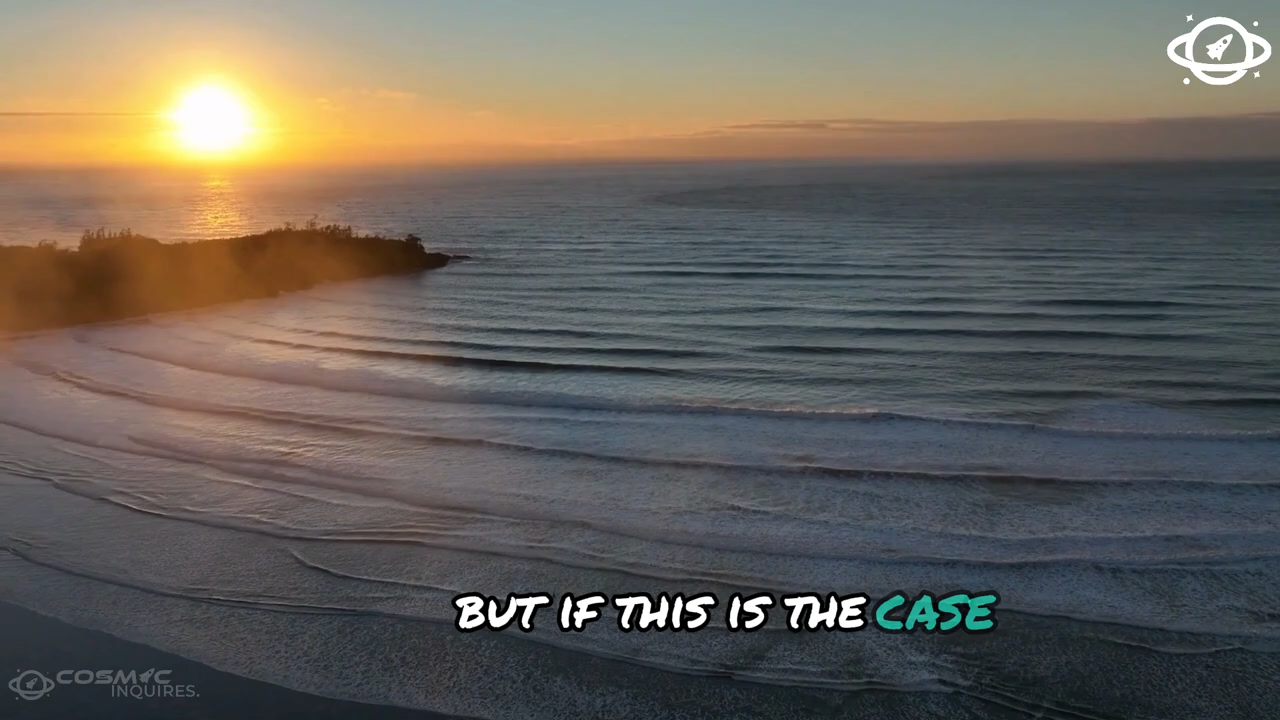 BUT IF THIS IS THE CASE
COSMIC
INQUIRES.